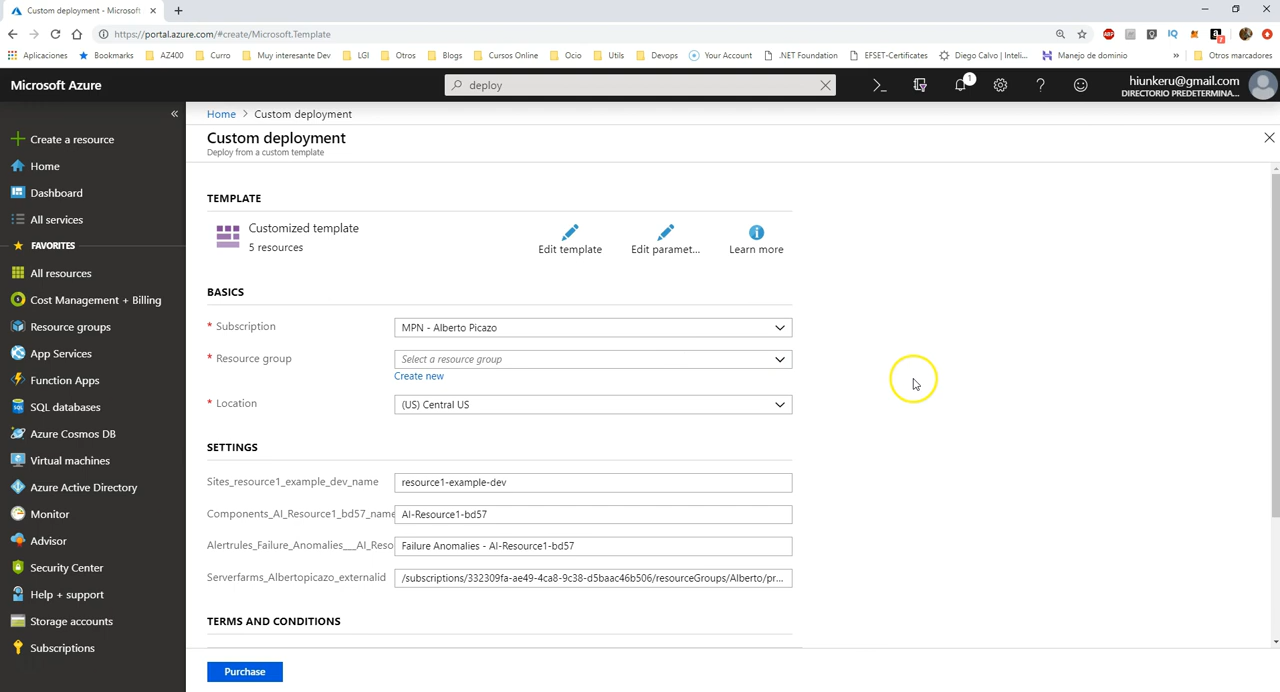 Custom deployment - Microsoft
https://portal.azure.com/#create/Microsoft.Template
Aplicaciones Bookmarks AZ400 Curro Muy interesante Dev LGI Otros Blogs Cursos Online Ocio Utils Devops Your Account .NET Foundation EFSET-Certificates Diego Calvo | Inteli... Manejo de dominio » Otros marcadores
Microsoft Azure
deploy
1
hiunkeru@gmail.com
DIRECTORIO PREDETERMINA...
«
Create a resource
Home
Dashboard
All services
FAVORITES
All resources
Cost Management + Billing
Resource groups
App Services
Function Apps
SQL databases
Azure Cosmos DB
Virtual machines
Azure Active Directory
Monitor
Advisor
Security Center
Help + support
Storage accounts
Subscriptions
Home > Custom deployment
Custom deployment
Deploy from a custom template
TEMPLATE
Customized template
5 resources
Edit template
Edit paramet...
Learn more
BASICS
* Subscription MPN - Alberto Picazo
* Resource group Select a resource group
Create new
* Location (US) Central US
SETTINGS
Sites_resource1_example_dev_name resource1-example-dev
Components_AI_Resource1_bd57_name AI-Resource1-bd57
Alertrules_Failure_Anomalies___AI_Reso Failure Anomalies - AI-Resource1-bd57
Serverfarms_Albertopicazo_externalid /subscriptions/332309fa-ae49-4ca8-9c38-d5baac46b506/resourceGroups/Alberto/pr...
TERMS AND CONDITIONS
Purchase